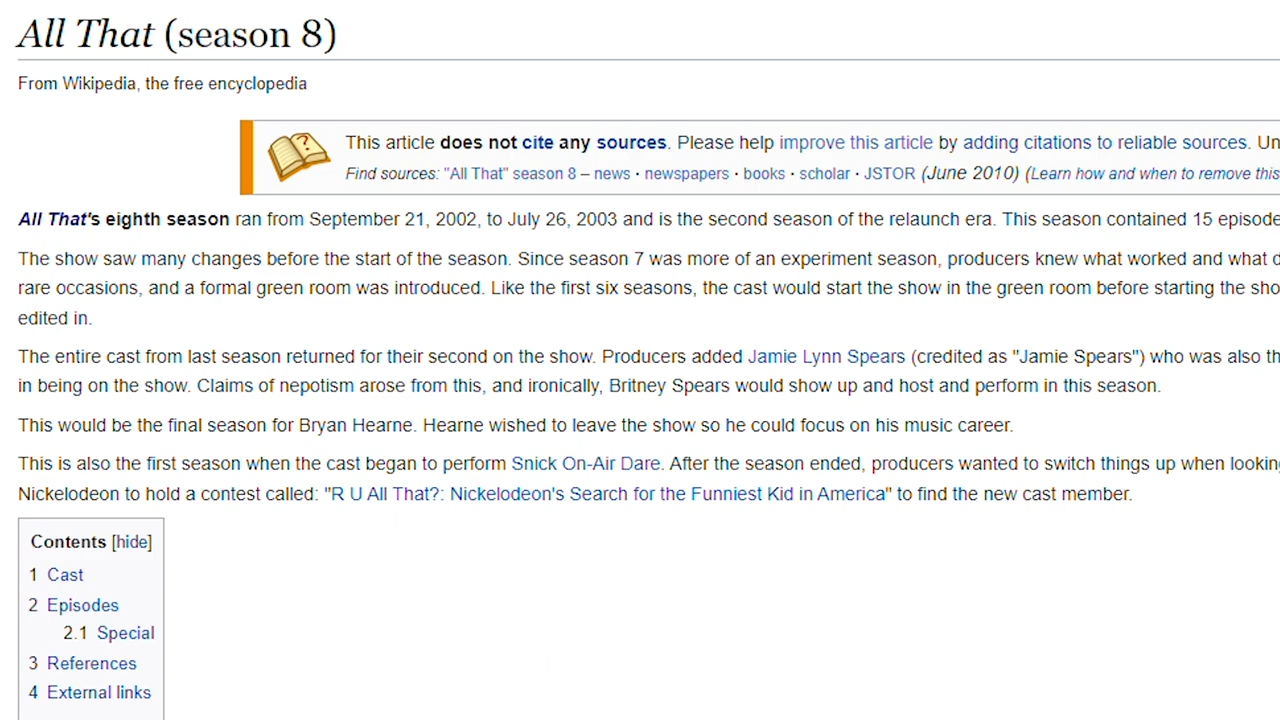 All That (season 8)
From Wikipedia, the free encyclopedia
This article does not cite any sources. Please help improve this article by adding citations to reliable sources. Un
Find sources: "All That" season 8 – news · newspapers · books · scholar · JSTOR (June 2010) (Learn how and when to remove this
All That's eighth season ran from September 21, 2002, to July 26, 2003 and is the second season of the relaunch era. This season contained 15 episode
The show saw many changes before the start of the season. Since season 7 was more of an experiment season, producers knew what worked and what d
rare occasions, and a formal green room was introduced. Like the first six seasons, the cast would start the show in the green room before starting the sho
edited in.
The entire cast from last season returned for their second on the show. Producers added Jamie Lynn Spears (credited as "Jamie Spears") who was also th
in being on the show. Claims of nepotism arose from this, and ironically, Britney Spears would show up and host and perform in this season.
This would be the final season for Bryan Hearne. Hearne wished to leave the show so he could focus on his music career.
This is also the first season when the cast began to perform Snick On-Air Dare. After the season ended, producers wanted to switch things up when looking
Nickelodeon to hold a contest called: "R U All That?: Nickelodeon's Search for the Funniest Kid in America" to find the new cast member.
Contents [hide]
1 Cast
2 Episodes
2.1 Special
3 References
4 External links